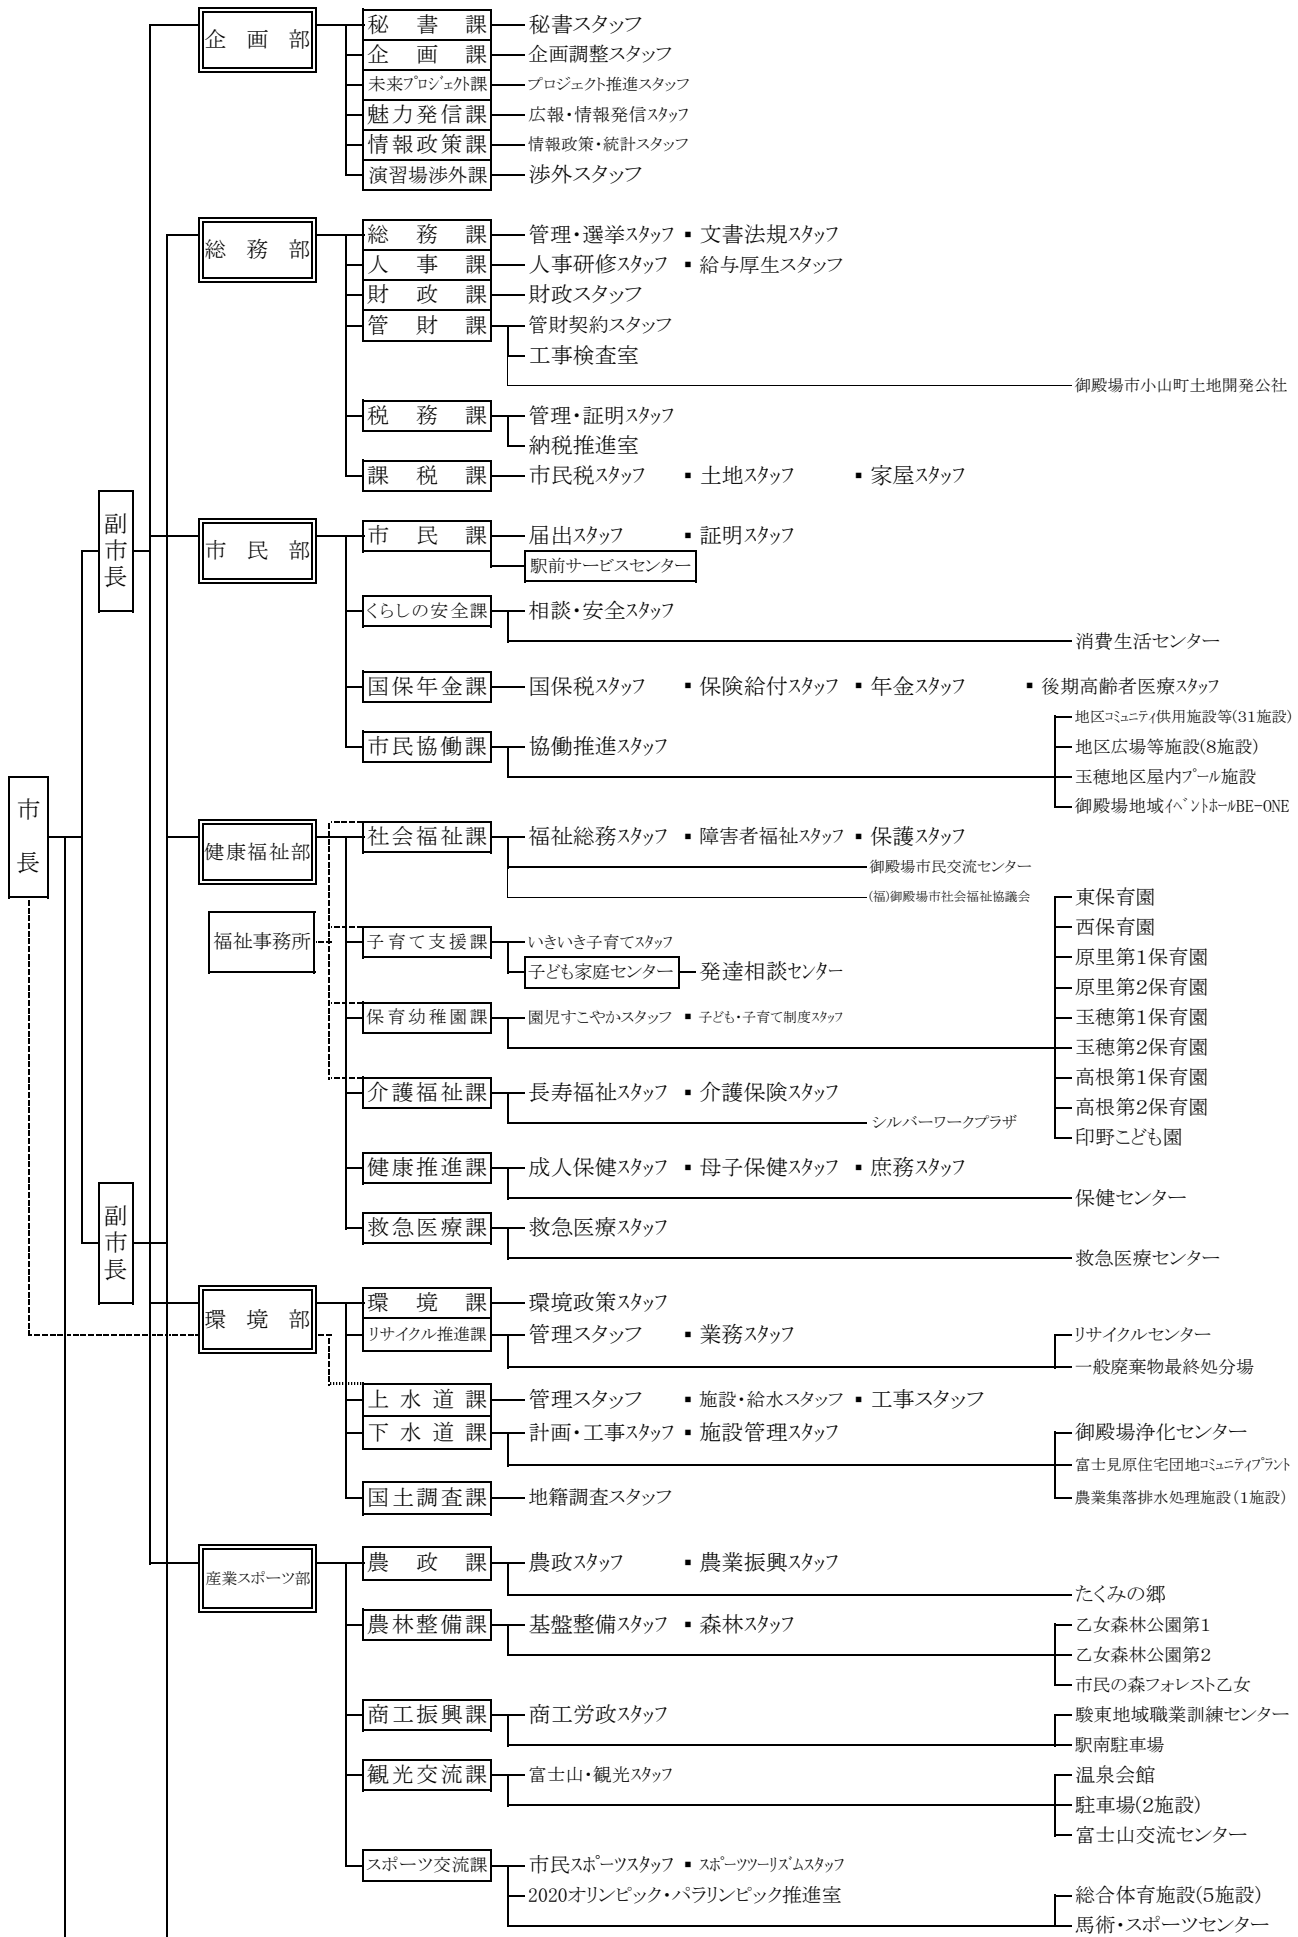 企画部
秘書課 秘書スタッフ
企画課 企画調整スタッフ
未来プロジェクト課 プロジェクト推進スタッフ
魅力発信課 広報・情報発信スタッフ
情報政策課 情報政策・統計スタッフ
演習場渉外課 渉外スタッフ
総務部
総務課 管理・選挙スタッフ ▪ 文書法規スタッフ
人事課 人事研修スタッフ ▪ 給与厚生スタッフ
財政課 財政スタッフ
管財課 管財契約スタッフ
工事検査室
御殿場市小山町土地開発公社
税務課 管理・証明スタッフ
納税推進室
課税課 市民税スタッフ ▪ 土地スタッフ ▪ 家屋スタッフ
副市長
市民部
市民課 届出スタッフ ▪ 証明スタッフ
駅前サービスセンター
くらしの安全課 相談・安全スタッフ
消費生活センター
国保年金課 国保税スタッフ ▪ 保険給付スタッフ ▪ 年金スタッフ ▪ 後期高齢者医療スタッフ
地区コミュニティ供用施設等(31施設)
市民協働課 協働推進スタッフ 地区広場等施設(8施設)
玉穂地区屋内プール施設
御殿場地域イベントホールBE-ONE
市長
健康福祉部
社会福祉課 福祉総務スタッフ ▪ 障害者福祉スタッフ ▪ 保護スタッフ
御殿場市民交流センター
(福)御殿場市社会福祉協議会 東保育園
西保育園
福祉事務所
子育て支援課 いきいき子育てスタッフ 原里第1保育園
子ども家庭センター 発達相談センター 原里第2保育園
保育幼稚園課 園児すこやかスタッフ ▪ 子ども・子育て制度スタッフ 玉穂第1保育園
玉穂第2保育園
高根第1保育園
介護福祉課 長寿福祉スタッフ ▪ 介護保険スタッフ 高根第2保育園
シルバーワークプラザ 印野こども園
健康推進課 成人保健スタッフ ▪ 母子保健スタッフ ▪ 庶務スタッフ
保健センター
副市長
救急医療課 救急医療スタッフ
救急医療センター
環境部
環境課 環境政策スタッフ
リサイクル推進課 管理スタッフ ▪ 業務スタッフ リサイクルセンター
一般廃棄物最終処分場
上水道課 管理スタッフ ▪ 施設・給水スタッフ ▪ 工事スタッフ
下水道課 計画・工事スタッフ ▪ 施設管理スタッフ 御殿場浄化センター
富士見原住宅団地コミュニティプラント
国土調査課 地籍調査スタッフ 農業集落排水処理施設(1施設)
産業スポーツ部
農政課 農政スタッフ ▪ 農業振興スタッフ
たくみの郷
農林整備課 基盤整備スタッフ ▪ 森林スタッフ 乙女森林公園第1
乙女森林公園第2
市民の森フォレスト乙女
商工振興課 商工労政スタッフ 駿東地域職業訓練センター
駅南駐車場
観光交流課 富士山・観光スタッフ 温泉会館
駐車場(2施設)
富士山交流センター
スポーツ交流課 市民スポーツスタッフ ▪ スポーツツーリズムスタッフ
2020オリンピック・パラリンピック推進室 総合体育施設(5施設)
馬術・スポーツセンター